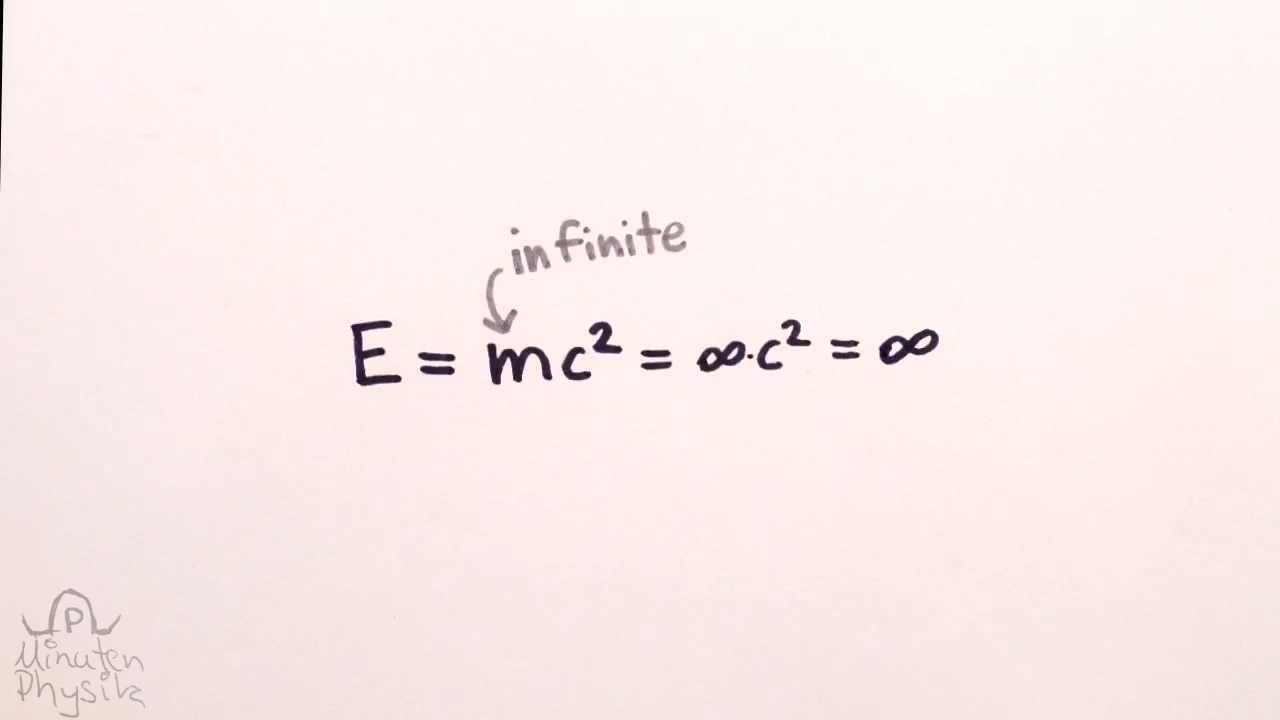 infinite
E = mc² = ∞·c² = ∞
P
Minuten
Physik